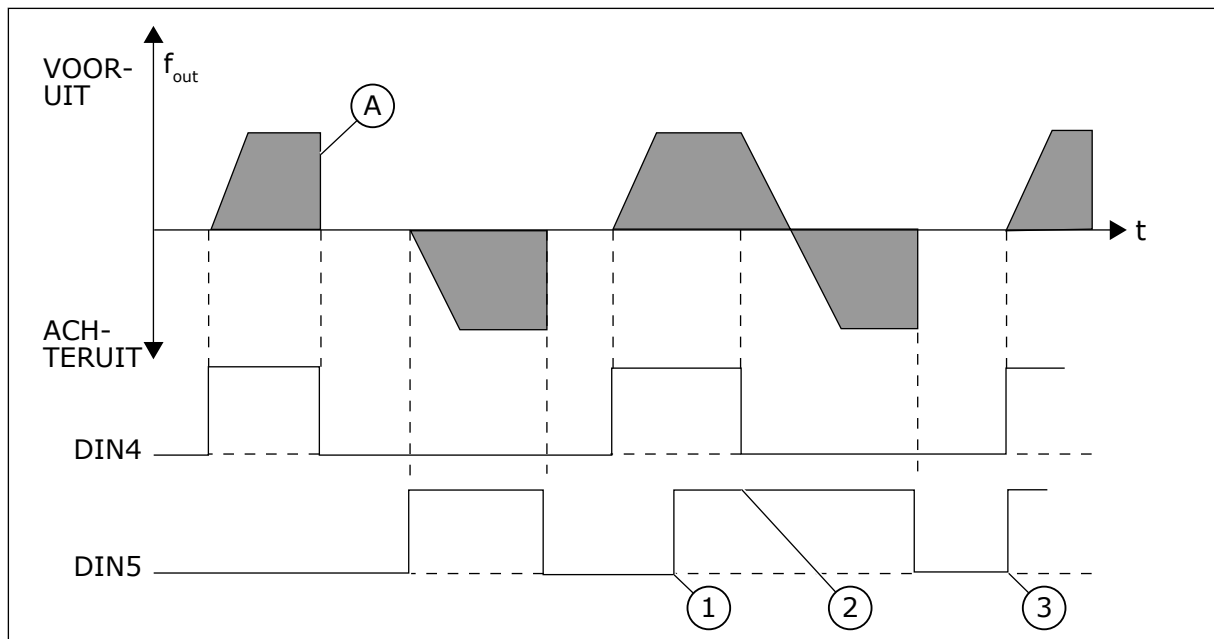 VOOR-
UIT
f_out
A
t
ACH-
TERUIT
DIN4
DIN5
1
2
3